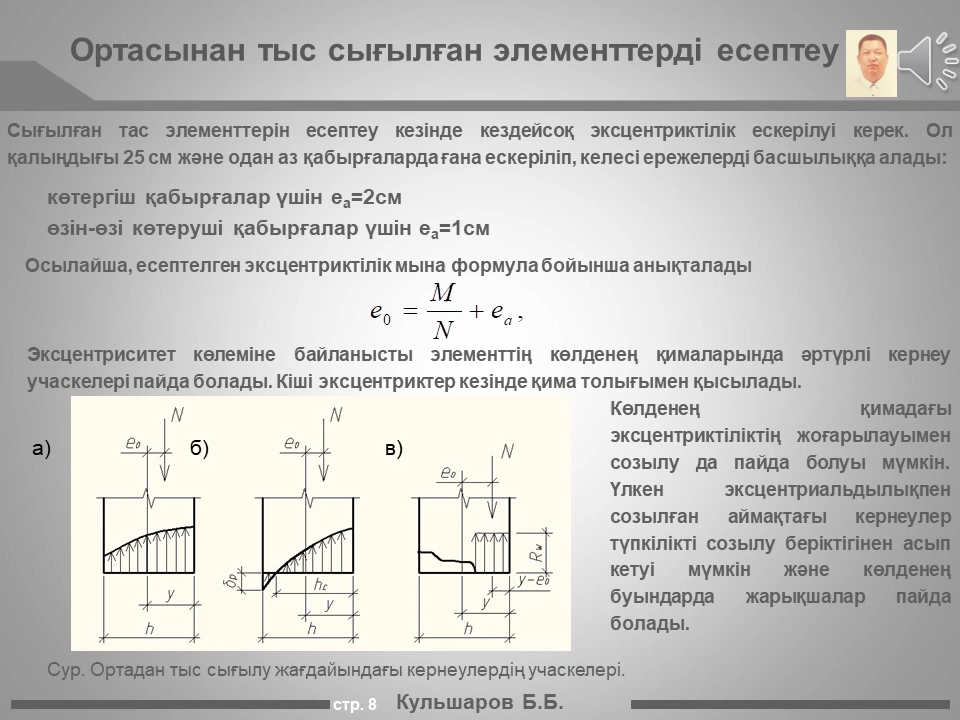 Ортасынан тыс сығылған элементтерді есептеу
Сығылған тас элементтерін есептеу кезінде кездейсоқ эксцентриктілік ескерілуі керек. Ол
қалыңдығы 25 см және одан аз қабырғаларда ғана ескеріліп, келесі ережелерді басшылыққа алады:
көтергіш қабырғалар үшін eа=2см
өзін-өзі көтеруші қабырғалар үшін eа=1см
Осылайша, есептелген эксцентриктілік мына формула бойынша анықталады
e0 = M/N + ea ,
Эксцентриситет көлеміне байланысты элементтің көлденең қималарында әртүрлі кернеу
учаскелері пайда болады. Кіші эксцентриктер кезінде қима толығымен қысылады.
а)
N
e0
y
h
б)
N
e0
δр
hc
y
h
в)
N
e0
Rw
y-e0
y
h
Көлденең қимадағы
эксцентриктіліктің жоғарылауымен
созылу да пайда болуы мүмкін.
Үлкен эксцентриальдылықпен
созылған аймақтағы кернеулер
түпкілікті созылу беріктігінен асып
кетуі мүмкін және көлденең
буындарда жарықшалар пайда
болады.
Сур. Ортадан тыс сығылу жағдайындағы кернеулердің учаскелері.
стр. 8 Кульшаров Б.Б.